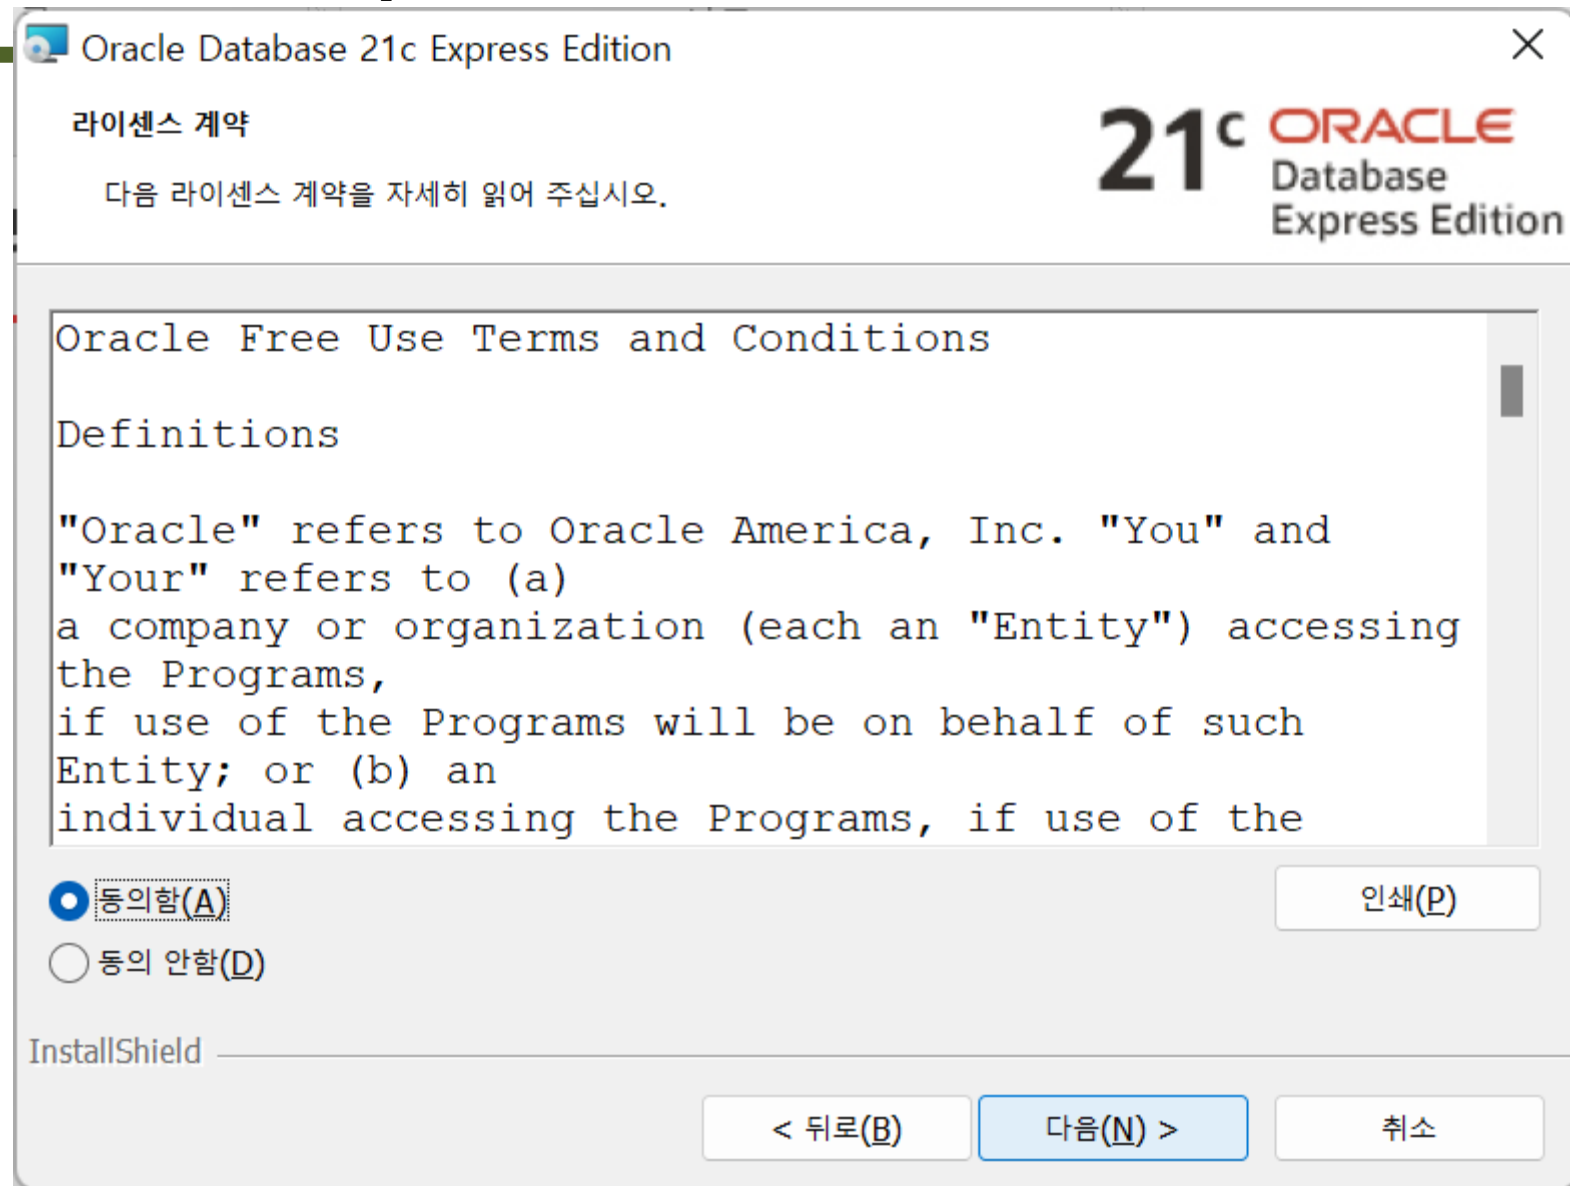 Oracle Database 21c Express Edition
라이센스 계약
다음 라이센스 계약을 자세히 읽어 주십시오.
21c ORACLE
Database
Express Edition
Oracle Free Use Terms and Conditions
Definitions
"Oracle" refers to Oracle America, Inc. "You" and
"Your" refers to (a)
a company or organization (each an "Entity") accessing
the Programs,
if use of the Programs will be on behalf of such
Entity; or (b) an
individual accessing the Programs, if use of the
동의함(A)
인쇄(P)
동의 안함(D)
InstallShield
< 뒤로(B)
다음(N) >
취소